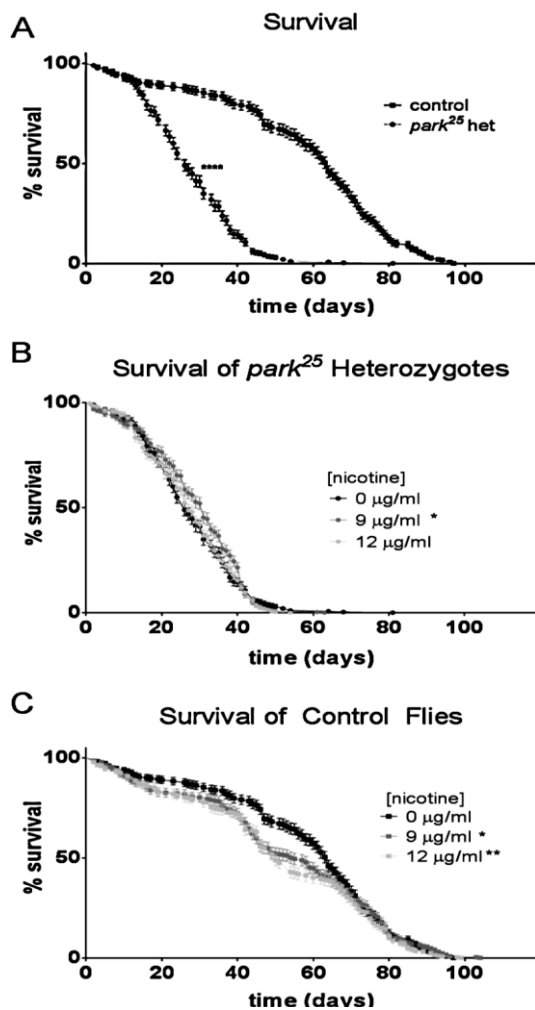 A
Survival
control
park²⁵ het
****
% survival
100
50
0
0 20 40 60 80 100
time (days)
B
Survival of park²⁵ Heterozygotes
[nicotine]
0 µg/ml
9 µg/ml *
12 µg/ml
% survival
100
50
0
0 20 40 60 80 100
time (days)
C
Survival of Control Flies
[nicotine]
0 µg/ml
9 µg/ml *
12 µg/ml **
% survival
100
50
0
0 20 40 60 80 100
time (days)